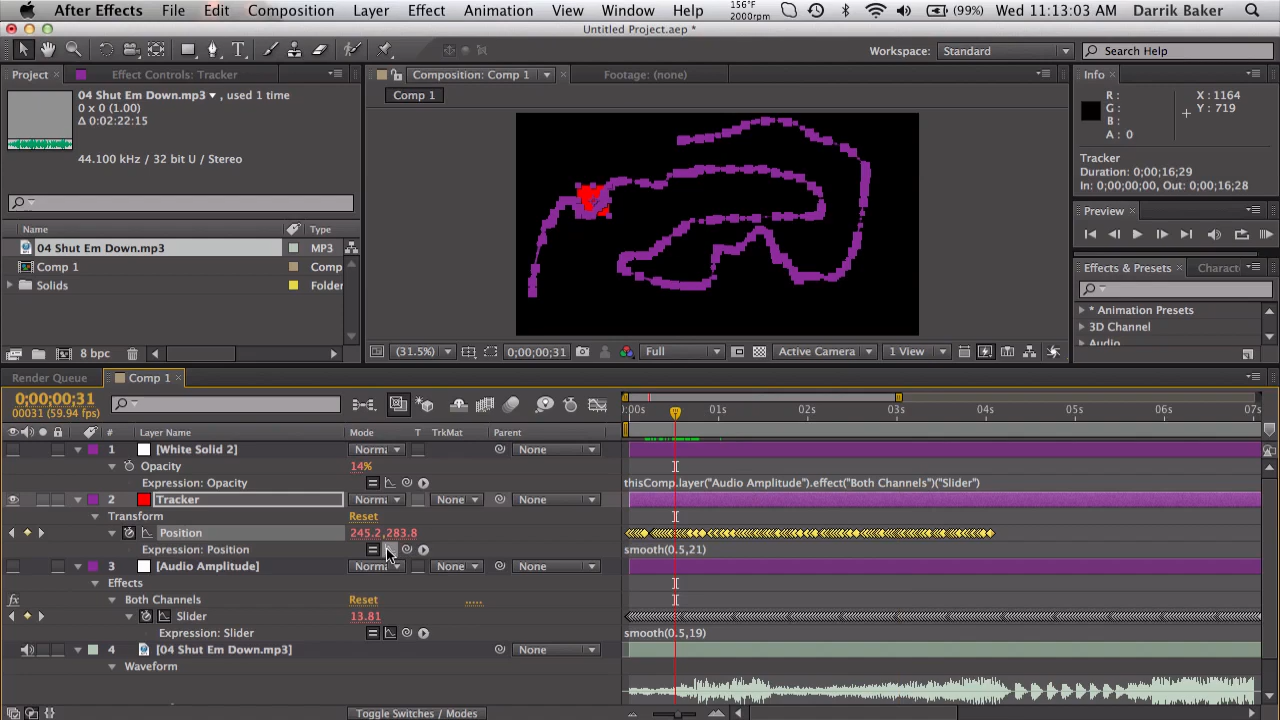 After Effects File Edit Composition Layer Effect Animation View Window Help 156°F 2000rpm (99%) Wed 11:13:03 AM Darrik Baker
Untitled Project.aep *
Workspace: Standard Search Help
Project Effect Controls: Tracker Composition: Comp 1 Footage: (none) Info
04 Shut Em Down.mp3 , used 1 time
0 x 0 (1.00)
Δ 0:02:22:15
44.100 kHz / 32 bit U / Stereo
Comp 1
R : X : 1164
G : Y : 719
B :
A : 0
Tracker
Duration: 0;00;16;29
In: 0;00;00;00, Out: 0;00;16;28
Preview
Name Type
04 Shut Em Down.mp3 MP3
Comp 1 Comp
Solids Folder
Effects & Presets Charact
* Animation Presets
3D Channel
Audio
8 bpc
(31.5%) 0;00;00;31 Full Active Camera 1 View
Render Queue Comp 1
0;00;00;31
00031 (59.94 fps)
0:00s 01s 02s 03s 04s 05s 06s 07s
# Layer Name Mode T TrkMat Parent
1 [White Solid 2] Norma None
Opacity 14%
Expression: Opacity thisComp.layer("Audio Amplitude").effect("Both Channels")("Slider")
2 Tracker Norma None None
Transform Reset
Position 245.2,283.8
Expression: Position smooth(0.5,21)
3 [Audio Amplitude] Norma None None
Effects
fx Both Channels Reset .....
Slider 13.81
Expression: Slider smooth(0.5,19)
4 [04 Shut Em Down.mp3] None
Waveform
Toggle Switches / Modes